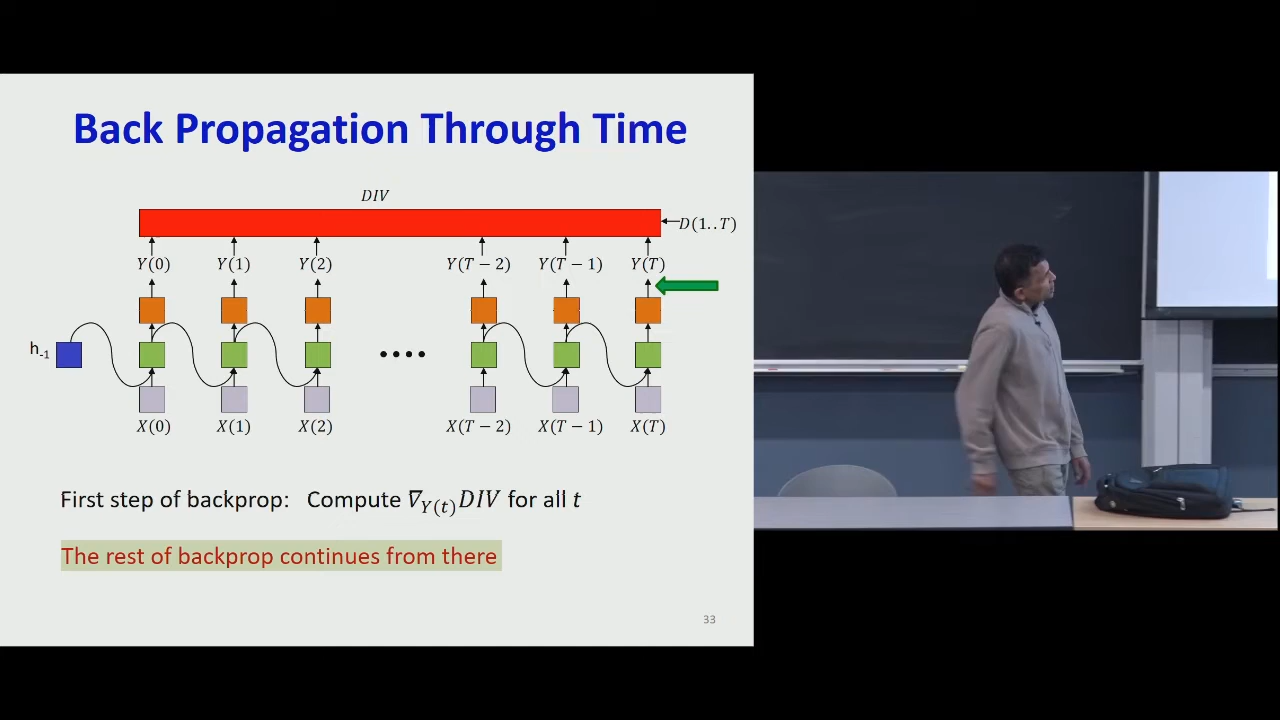 Back Propagation Through Time
DIV
D(1..T)
Y(0) Y(1) Y(2) Y(T − 2) Y(T − 1) Y(T)
h-1
X(0) X(1) X(2) X(T − 2) X(T − 1) X(T)
First step of backprop: Compute ∇Y(t)DIV for all t
The rest of backprop continues from there
33